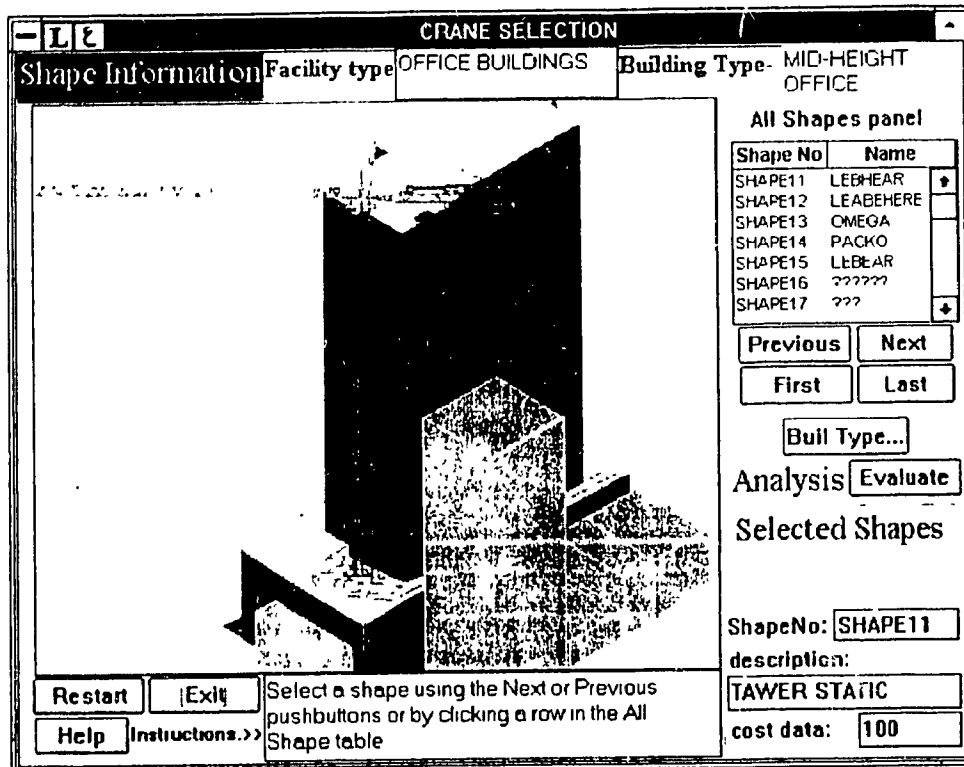 L
CRANE SELECTION
Shape Information Facility type OFFICE BUILDINGS Building Type- MID-HEIGHT OFFICE
All Shapes panel
Shape No Name
SHAPE11 LEBHEAR
SHAPE12 LEABEHERE
SHAPE13 OMEGA
SHAPE14 PACKO
SHAPE15 LEBEAR
SHAPE16 ??????
SHAPE17 ???
Previous Next
First Last
Buil Type...
Analysis Evaluate
Selected Shapes
ShapeNo: SHAPE11
description:
TAWER STATIC
cost data: 100
Restart Exit
Help Instructions.>>
Select a shape using the Next or Previous
pushbuttons or by clicking a row in the All
Shape table